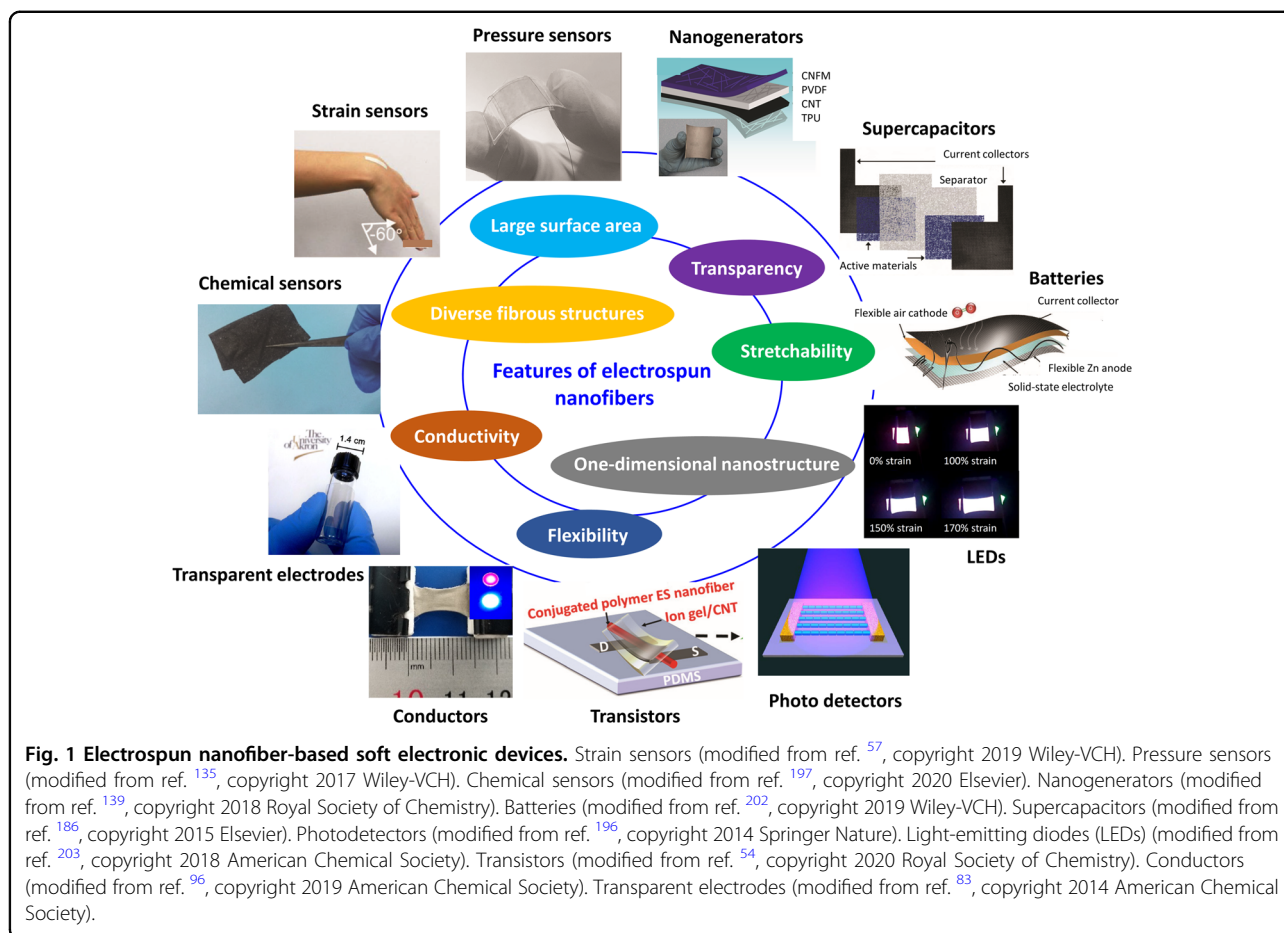 Pressure sensors
Nanogenerators
CNFM
PVDF
CNT
TPU
Strain sensors
-60°
Supercapacitors
Current collectors
Separator
Active materials
Large surface area
Transparency
Chemical sensors
Diverse fibrous structures
Stretchability
Features of electrospun
nanofibers
Batteries
Current collector
Flexible air cathode
Flexible Zn anode
Solid-state electrolyte
Conductivity
One-dimensional nanostructure
Flexibility
The
University
of Akron
1.4 cm
Transparent electrodes
0% strain
100% strain
150% strain
170% strain
LEDs
mm
10 11
Conductors
Conjugated polymer ES nanofiber
Ion gel/CNT
D
S
PDMS
Transistors
Photo detectors
Fig. 1 Electrospun nanofiber-based soft electronic devices. Strain sensors (modified from ref. 57, copyright 2019 Wiley-VCH). Pressure sensors
(modified from ref. 135, copyright 2017 Wiley-VCH). Chemical sensors (modified from ref. 197, copyright 2020 Elsevier). Nanogenerators (modified
from ref. 139, copyright 2018 Royal Society of Chemistry). Batteries (modified from ref. 202, copyright 2019 Wiley-VCH). Supercapacitors (modified from
ref. 186, copyright 2015 Elsevier). Photodetectors (modified from ref. 196, copyright 2014 Springer Nature). Light-emitting diodes (LEDs) (modified from
ref. 203, copyright 2018 American Chemical Society). Transistors (modified from ref. 54, copyright 2020 Royal Society of Chemistry). Conductors
(modified from ref. 96, copyright 2019 American Chemical Society). Transparent electrodes (modified from ref. 83, copyright 2014 American Chemical
Society).